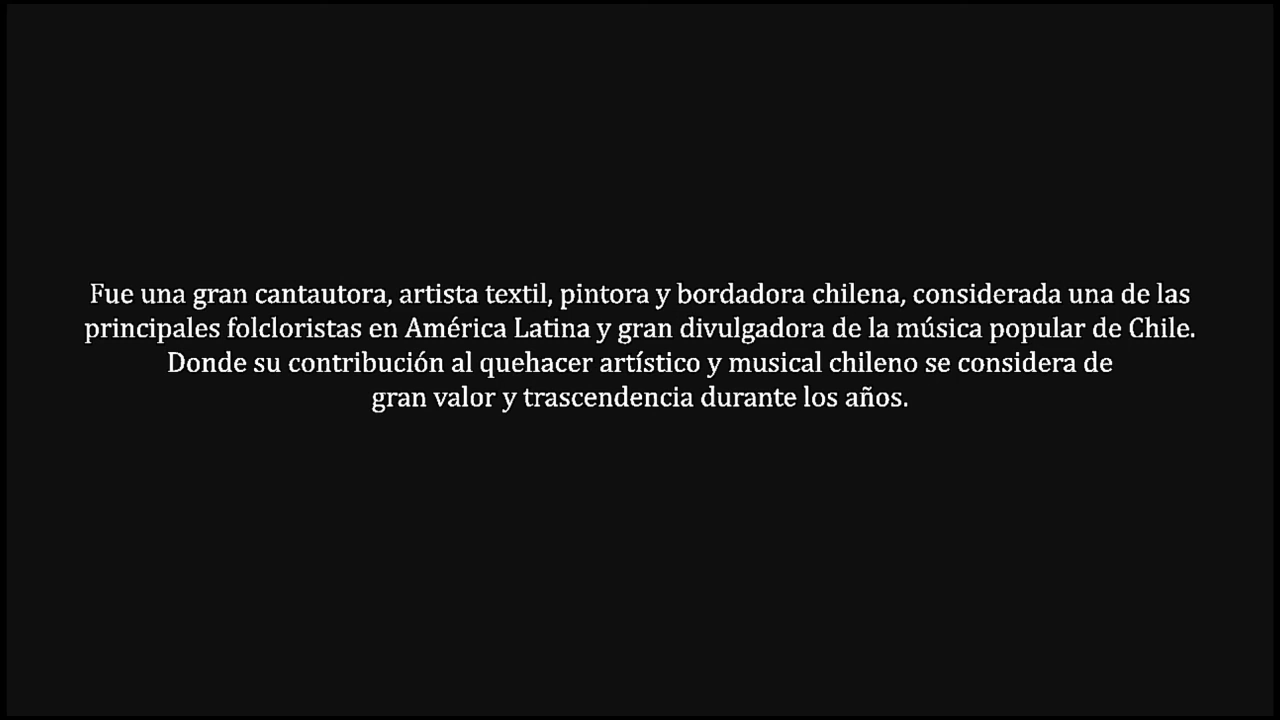 Fue una gran cantautora, artista textil, pintora y bordadora chilena, considerada una de las
principales folcloristas en América Latina y gran divulgadora de la música popular de Chile.
Donde su contribución al quehacer artístico y musical chileno se considera de
gran valor y trascendencia durante los años.